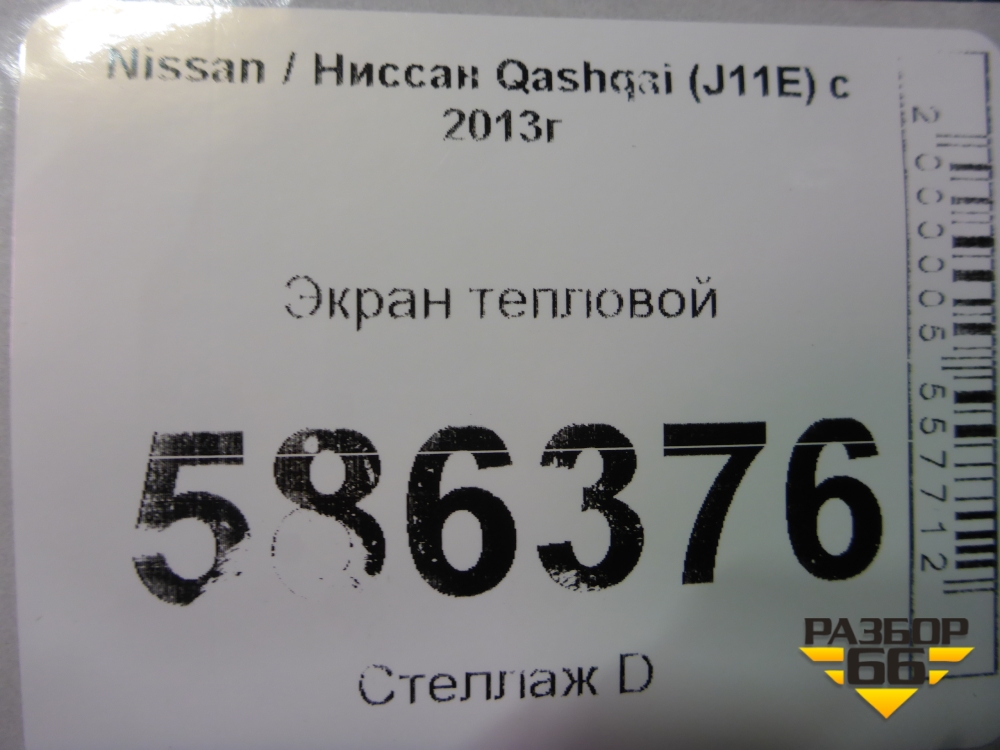 Nissan / Ниссан Qashqai (J11E) с
2013г
Экран тепловой
586376
Стеллаж D
2000005557712
РАЗБОР
66